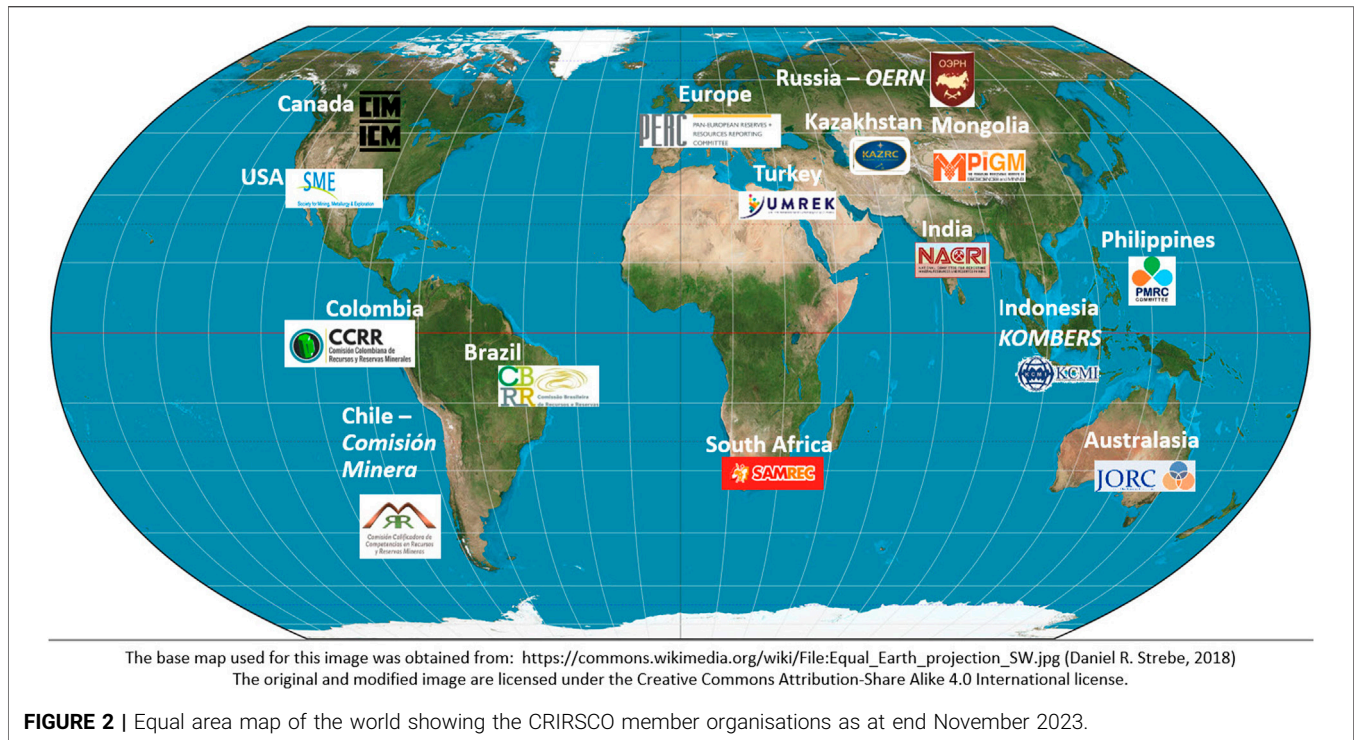 Canada
CIM
ICM
USA
SME
Society for Mining, Metallurgy & Exploration
Colombia
CCRR
Comisión Colombiana de
Recursos y Reservas Minerales
Brazil
CB
RR
Comissão Brasileira
de Recursos e Reservas
Chile –
Comisión
Minera
RR
Comisión Calificadora de
Competencias en Recursos
y Reservas Mineras
Europe
PERC
PAN-EUROPEAN RESERVES +
RESOURCES REPORTING
COMMITTEE
Russia – OERN
ОЭРН
Kazakhstan
KAZRC
Mongolia
MPIGM
Turkey
UMREK
India
NACRI
Philippines
PMRC
COMMITTEE
Indonesia
KOMBERS
KCMI
South Africa
SAMREC
Australasia
JORC
The base map used for this image was obtained from: https://commons.wikimedia.org/wiki/File:Equal_Earth_projection_SW.jpg (Daniel R. Strebe, 2018)
The original and modified image are licensed under the Creative Commons Attribution-Share Alike 4.0 International license.
FIGURE 2 | Equal area map of the world showing the CRIRSCO member organisations as at end November 2023.